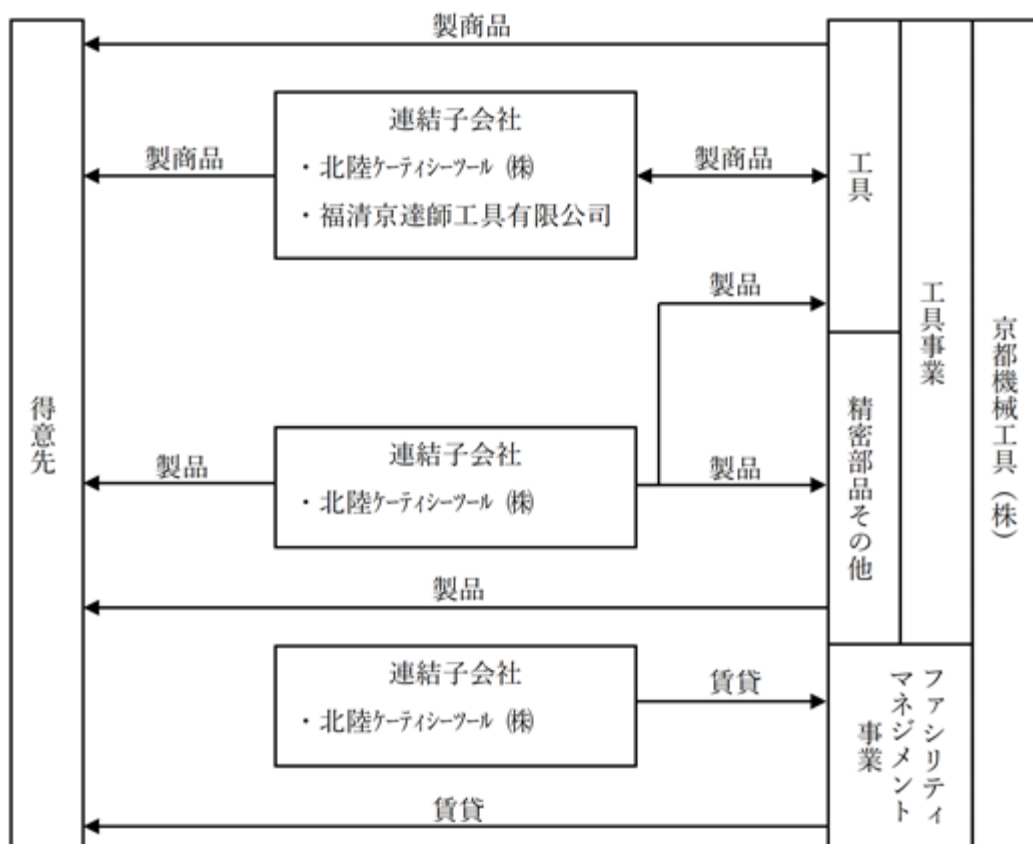 製商品
連結子会社
・北陸ケーティシーツール (株)
・福清京達師工具有限公司
製商品
製商品
工具
製品
工具事業
京都機械工具（株）
得意先
連結子会社
・北陸ケーティシーツール (株)
製品
製品
精密部品その他
製品
連結子会社
・北陸ケーティシーツール (株)
賃貸
ファシリティ
マネジメント
事業
賃貸